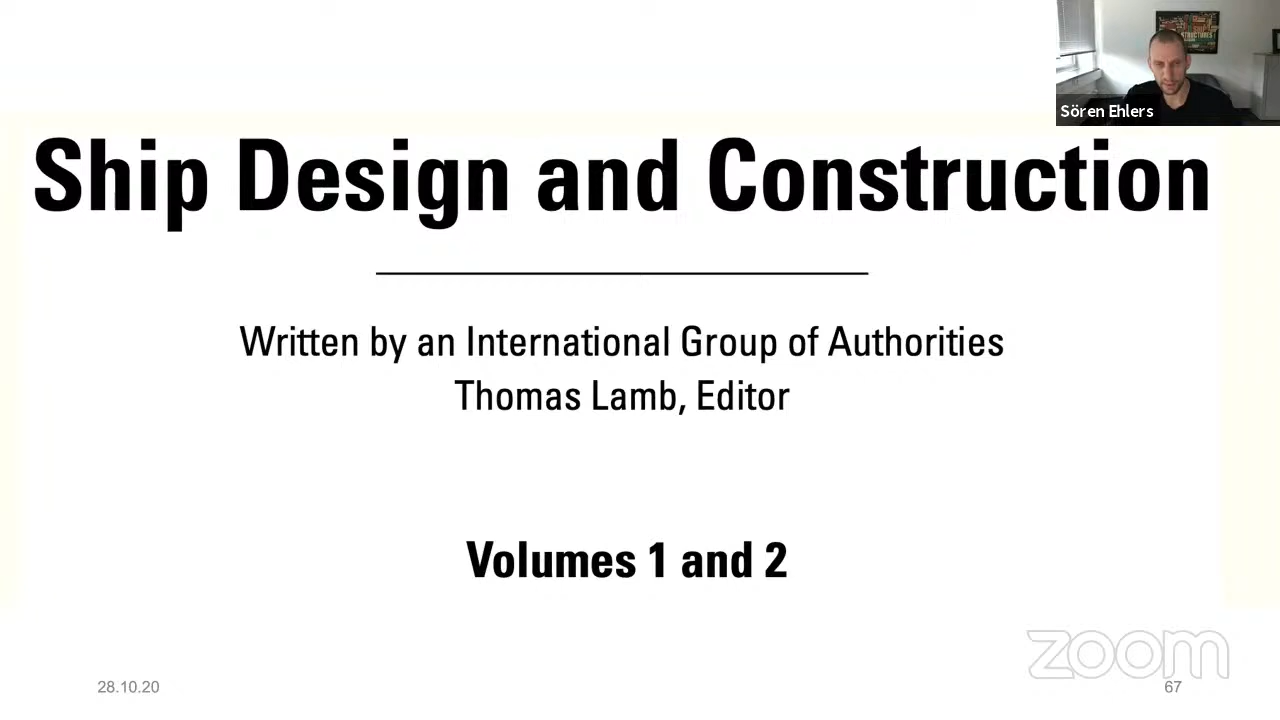 Sören Ehlers
Ship Design and Construction
Written by an International Group of Authorities
Thomas Lamb, Editor
Volumes 1 and 2
zoom
28.10.20
67